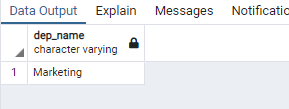 Data Output Explain Messages Notificatio
dep_name
character varying
1 Marketing